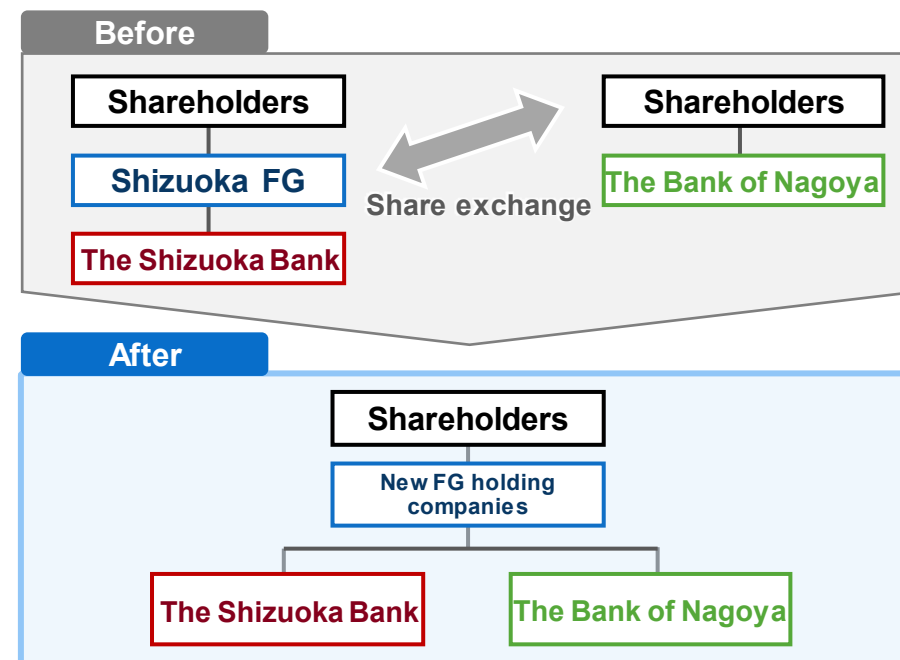 Before
Shareholders
Shareholders
Shizuoka FG
The Bank of Nagoya
Share exchange
The Shizuoka Bank
After
Shareholders
New FG holding
companies
The Shizuoka Bank
The Bank of Nagoya